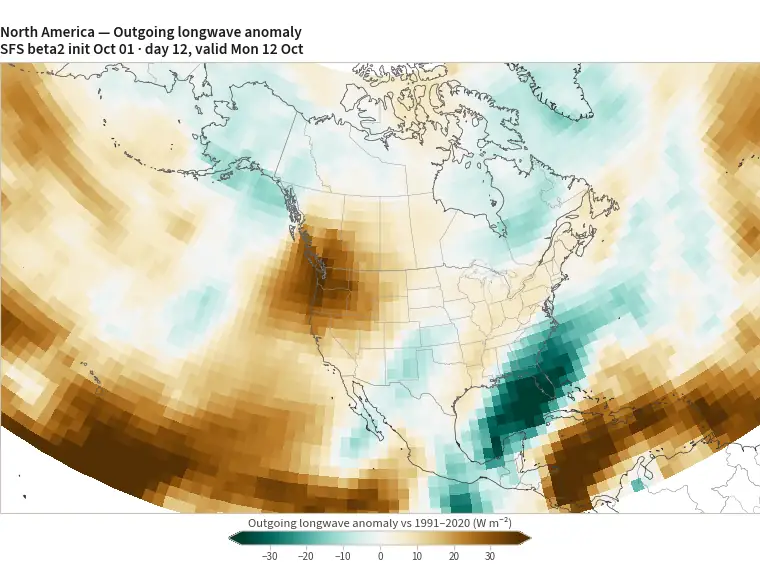 North America — Outgoing longwave anomaly
SFS beta2 init Oct 01 · day 12, valid Mon 12 Oct
Outgoing longwave anomaly vs 1991–2020 (W m⁻²)
−30 −20 −10 0 10 20 30